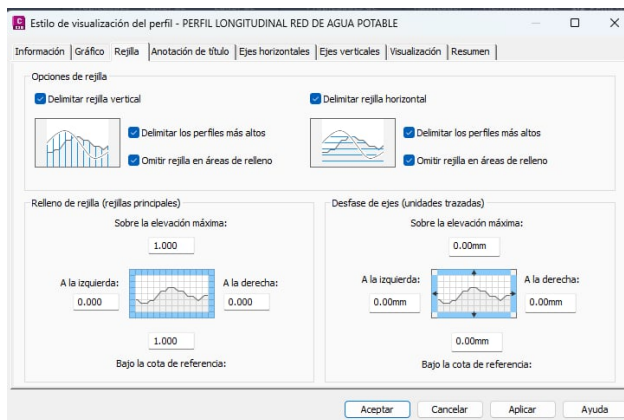 Estilo de visualización del perfil - PERFIL LONGITUDINAL RED DE AGUA POTABLE
Información Gráfico Rejilla Anotación de título Ejes horizontales Ejes verticales Visualización Resumen
Opciones de rejilla
Delimitar rejilla vertical
Delimitar los perfiles más altos
Omitir rejilla en áreas de relleno
Delimitar rejilla horizontal
Delimitar los perfiles más altos
Omitir rejilla en áreas de relleno
Relleno de rejilla (rejillas principales)
Sobre la elevación máxima:
1.000
A la izquierda:
0.000
A la derecha:
0.000
1.000
Bajo la cota de referencia:
Desfase de ejes (unidades trazadas)
Sobre la elevación máxima:
0.00mm
A la izquierda:
0.00mm
A la derecha:
0.00mm
0.00mm
Bajo la cota de referencia:
Aceptar Cancelar Aplicar Ayuda